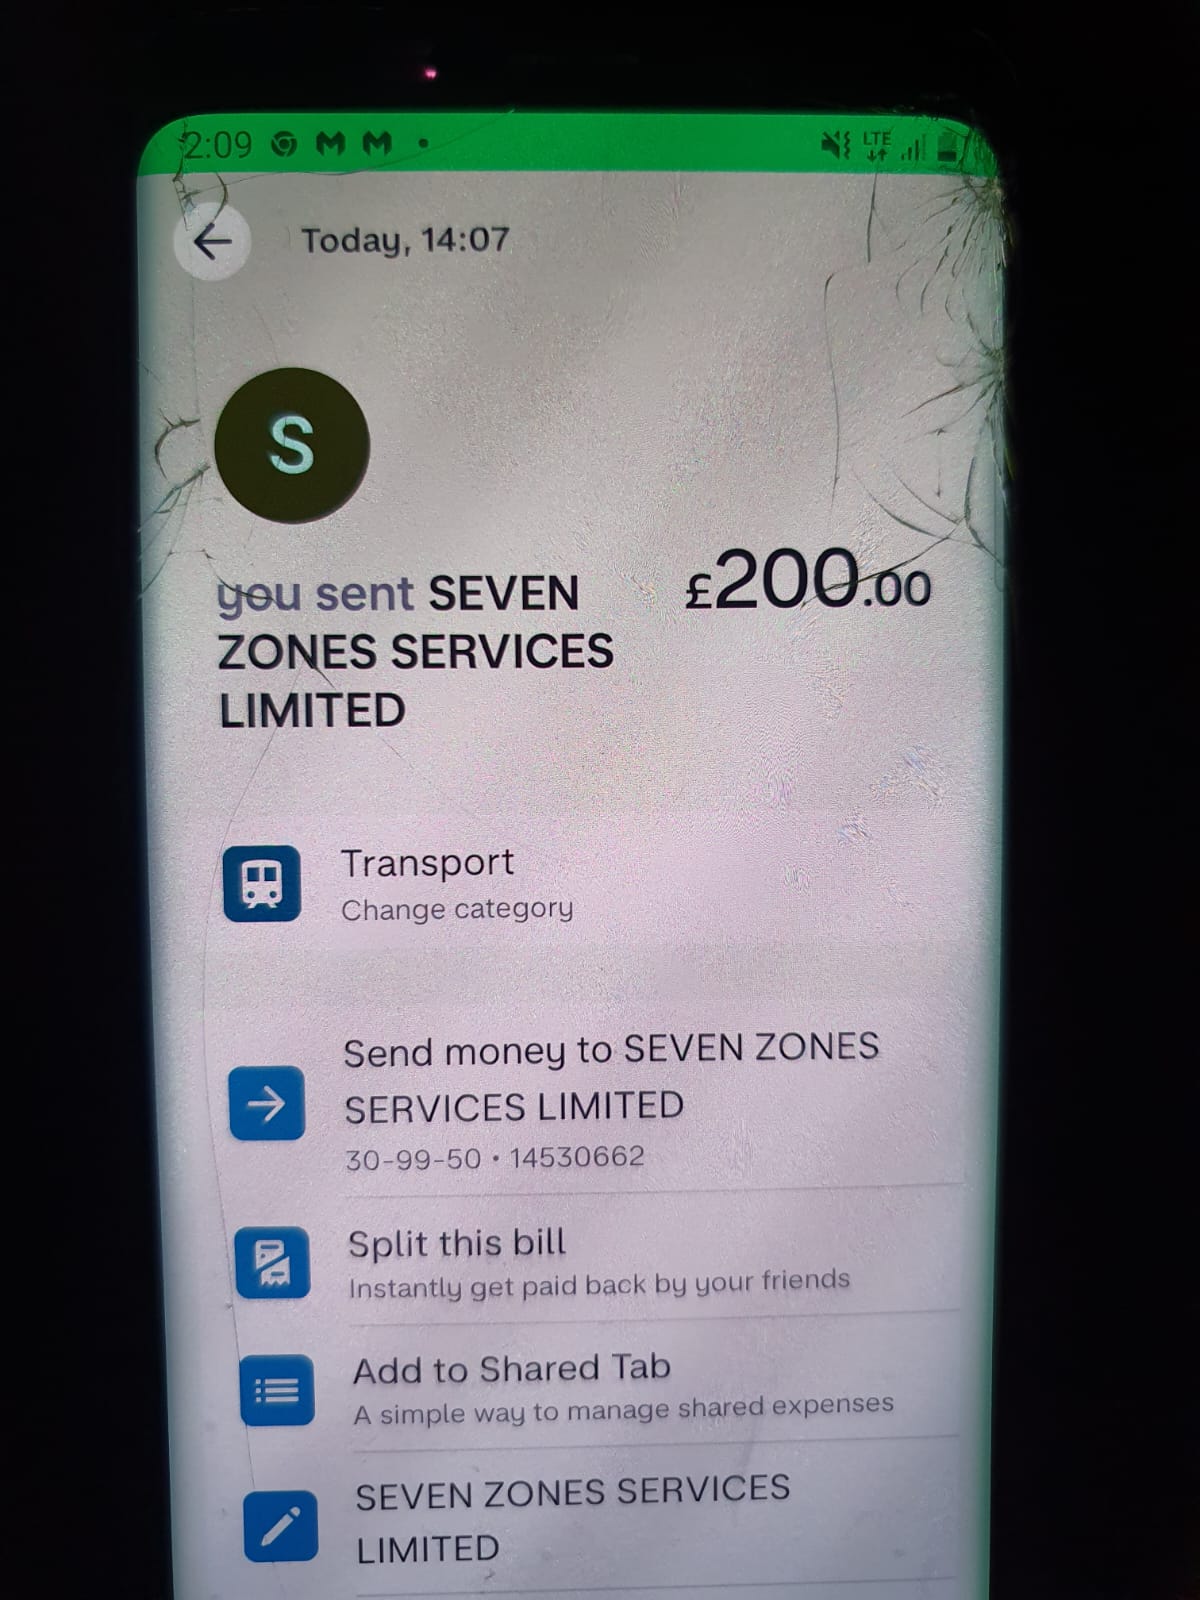 2:09
LTE
Today, 14:07
S
you sent SEVEN
ZONES SERVICES
LIMITED
£200.00
Transport
Change category
Send money to SEVEN ZONES
SERVICES LIMITED
30-99-50 • 14530662
Split this bill
Instantly get paid back by your friends
Add to Shared Tab
A simple way to manage shared expenses
SEVEN ZONES SERVICES
LIMITED